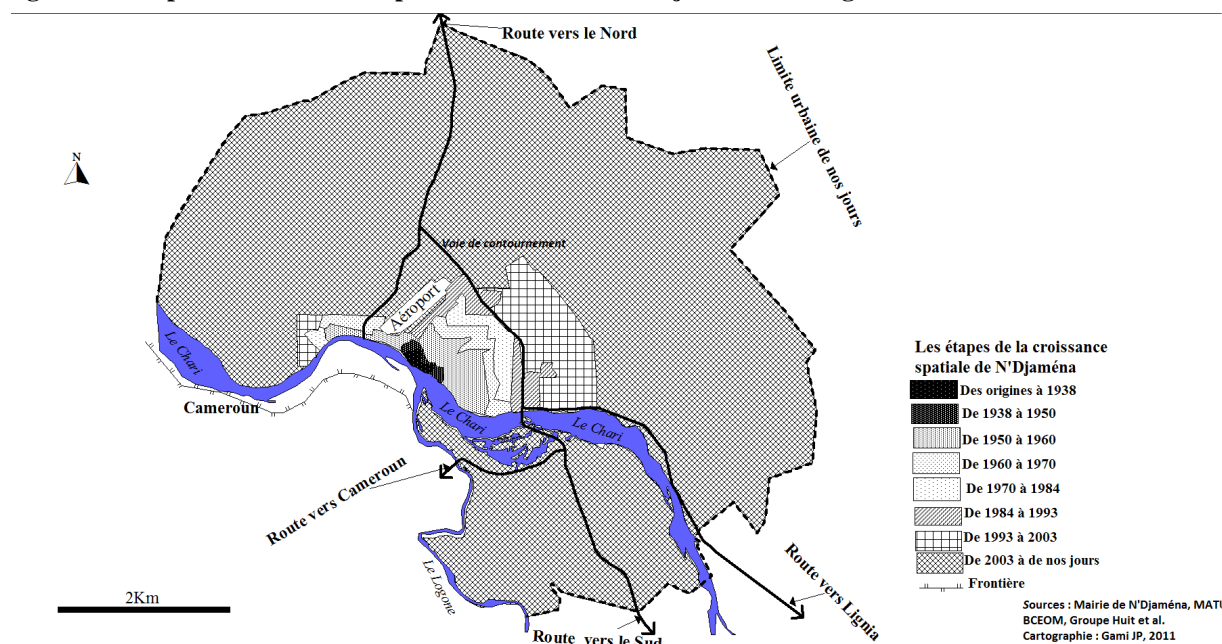 Route vers le Nord
Limite urbaine de nos jours
N
Voie de contournement
Aéroport
Le Chari
Cameroun
Le Chari
Le Chari
Route vers Cameroun
Le Logone
Route vers le Sud
Route vers Lignia
2Km
Les étapes de la croissance
spatiale de N'Djaména
Des origines à 1938
De 1938 à 1950
De 1950 à 1960
De 1960 à 1970
De 1970 à 1984
De 1984 à 1993
De 1993 à 2003
De 2003 à de nos jours
Frontière
Sources : Mairie de N'Djaména,
BCEOM, Groupe Huit et al.
Cartographie : Gami JP, 2011